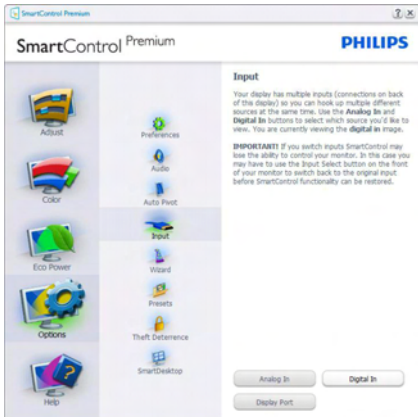 SmartControl Premium
SmartControl Premium
PHILIPS
Adjust
Color
Eco Power
Options
Help
Preferences
Audio
Auto Pivot
Input
Wizard
Presets
Theft Deterrence
SmartDesktop
Input
Your display has multiple inputs (connections on back
of this display) so you can hook up multiple different
sources at the same time. Use the Analog In and
Digital In buttons to select which source you'd like to
view. You are currently viewing the digital in image.
IMPORTANT! If you switch inputs SmartControl may
lose the ability to control your monitor. In this case you
may have to use the Input Select button on the front
of your monitor to switch back to the original input
before SmartControl functionality can be restored.
Analog In
Digital In
Display Port